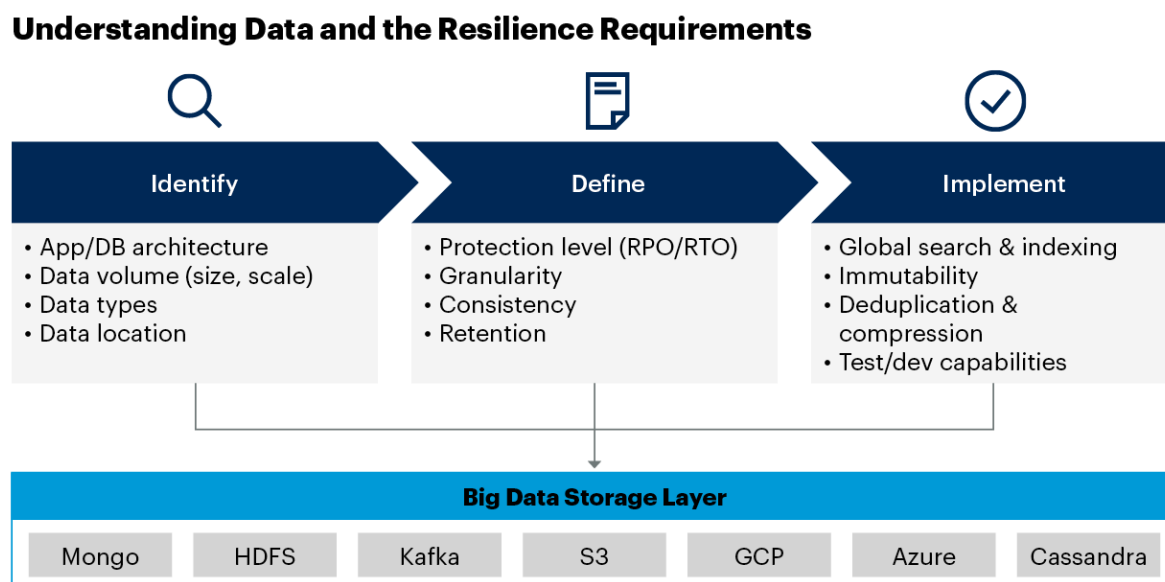 Understanding Data and the Resilience Requirements
Identify
• App/DB architecture
• Data volume (size, scale)
• Data types
• Data location
Define
• Protection level (RPO/RTO)
• Granularity
• Consistency
• Retention
Implement
• Global search & indexing
• Immutability
• Deduplication &
compression
• Test/dev capabilities
Big Data Storage Layer
Mongo
HDFS
Kafka
S3
GCP
Azure
Cassandra